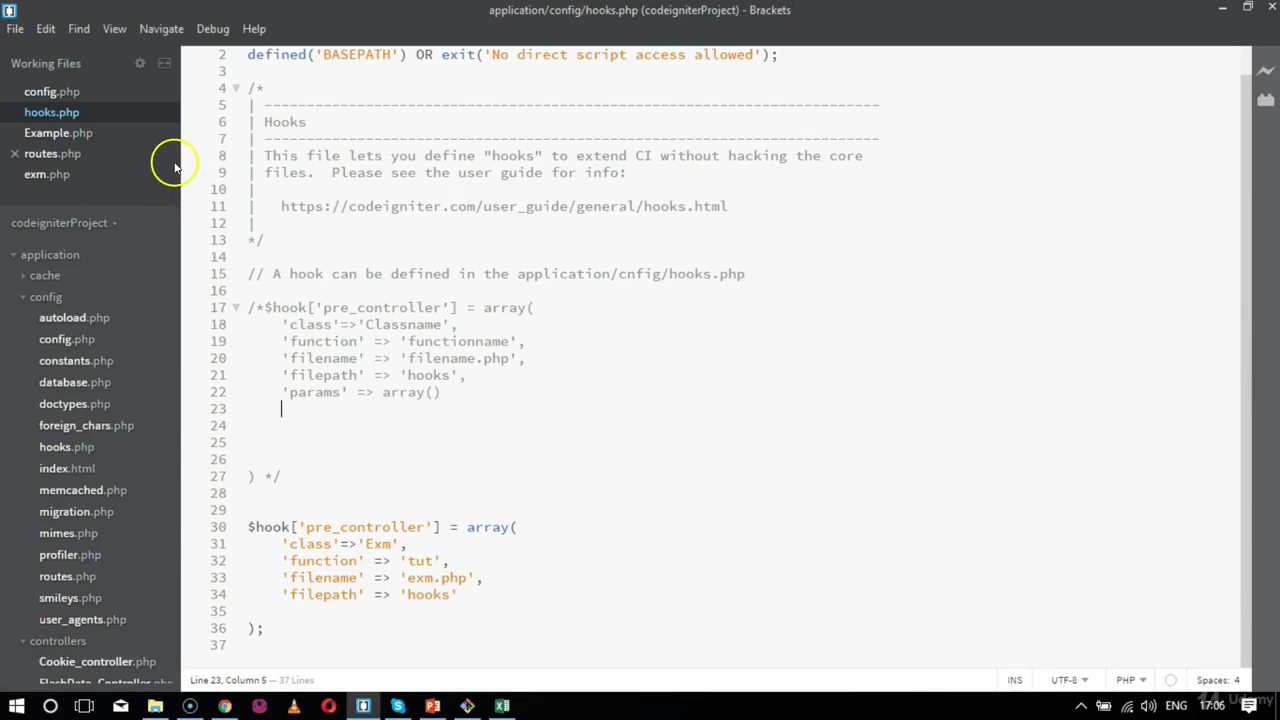 application/config/hooks.php (codeigniterProject) - Brackets
File Edit Find View Navigate Debug Help
Working Files
config.php
hooks.php
Example.php
routes.php
exm.php
codeigniterProject
application
cache
config
autoload.php
config.php
constants.php
database.php
doctypes.php
foreign_chars.php
hooks.php
index.html
memcached.php
migration.php
mimes.php
profiler.php
routes.php
smileys.php
user_agents.php
controllers
Cookie_controller.php
FlashData_Controller.php
2 defined('BASEPATH') OR exit('No direct script access allowed');
3
4 /*
5 | -------------------------------------------------------------------------
6 | Hooks
7 | -------------------------------------------------------------------------
8 | This file lets you define "hooks" to extend CI without hacking the core
9 | files.  Please see the user guide for info:
10 |
11 |   https://codeigniter.com/user_guide/general/hooks.html
12 |
13 */
14
15 // A hook can be defined in the application/cnfig/hooks.php
16
17 /*$hook['pre_controller'] = array(
18     'class'=>'Classname',
19     'function' => 'functionname',
20     'filename' => 'filename.php',
21     'filepath' => 'hooks',
22     'params' => array()
23
24
25
26
27 ) */
28
29
30 $hook['pre_controller'] = array(
31     'class'=>'Exm',
32     'function' => 'tut',
33     'filename' => 'exm.php',
34     'filepath' => 'hooks'
35
36 );
37
Line 23, Column 5 — 37 Lines
INS UTF-8 PHP Spaces: 4
ENG 17:06
Udemy